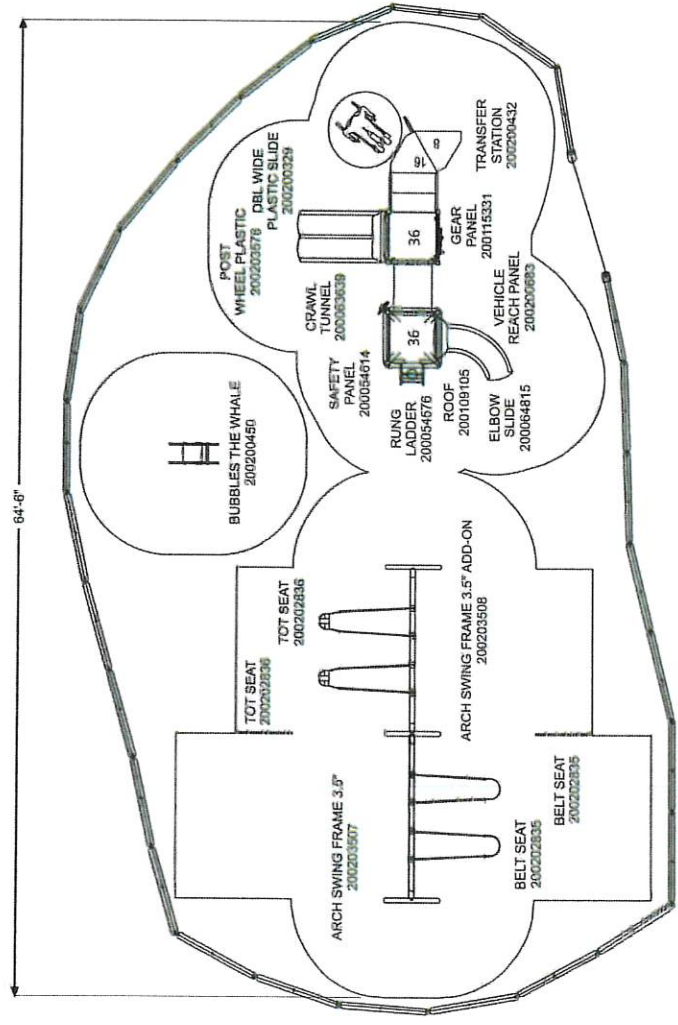 64'-6"
POST
WHEEL PLASTIC
200203576
DBL WIDE
PLASTIC SLIDE
200200329
CRAWL
TUNNEL
200063639
SAFETY
PANEL
200054614
36
36
16
8
TRANSFER
STATION
200200432
GEAR
PANEL
200115331
VEHICLE
REACH PANEL
200200683
RUNG
LADDER
200054576
ROOF
200109105
ELBOW
SLIDE
200064815
BUBBLES THE WHALE
200200450
TOT SEAT
200202836
TOT SEAT
200202836
ARCH SWING FRAME 3.5" ADD-ON
200203508
ARCH SWING FRAME 3.5"
200203507
BELT SEAT
200202835
BELT SEAT
200202835